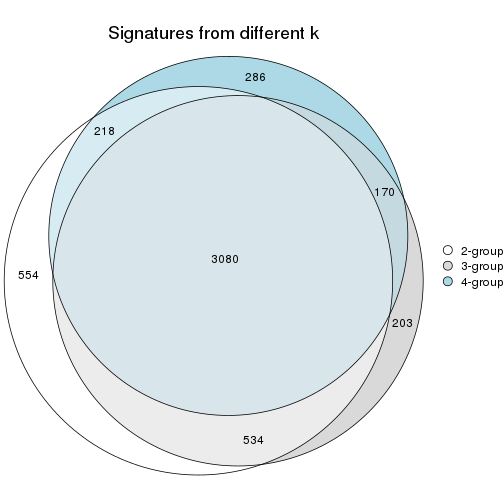 Signatures from different k
286
218
170
3080
554
203
534
2-group
3-group
4-group